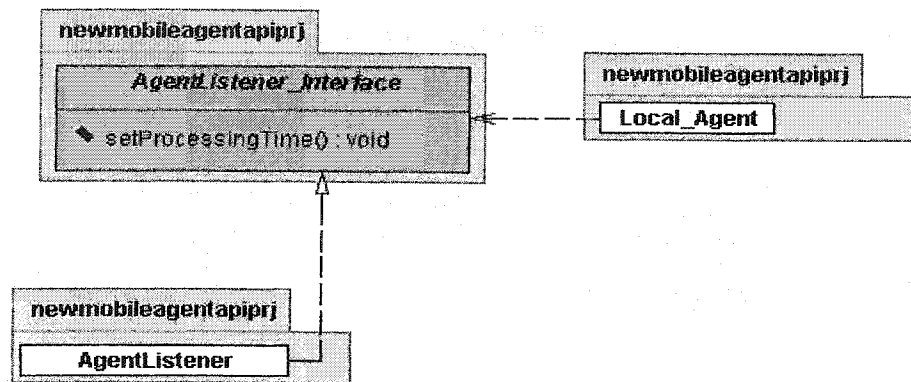 newmobileagentapiprj
AgentListener_Interface
setProcessingTime() : void
newmobileagentapiprj
Local_Agent
newmobileagentapiprj
AgentListener